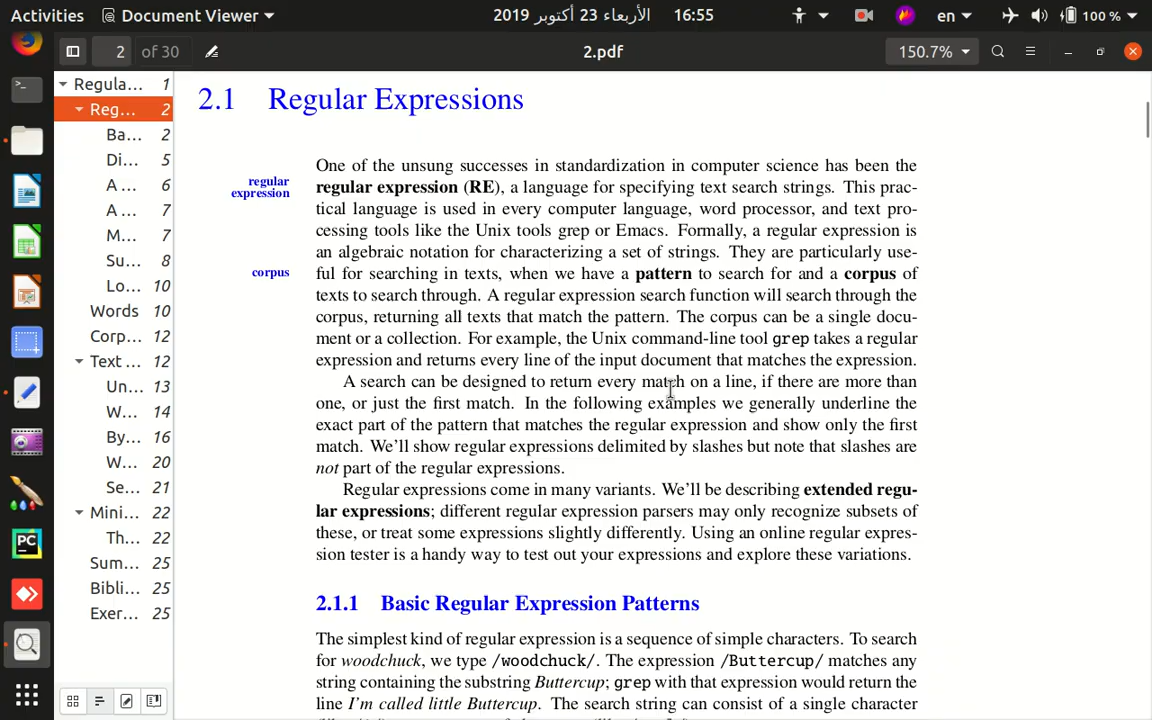 Activities Document Viewer الأربعاء 23 أكتوبر 2019 16:55 en 100 %
2 of 30 2.pdf 150.7%
Regula... 1
Reg... 2
Ba... 2
Di... 5
A ... 6
A ... 7
M... 7
Su... 8
Lo... 10
Words 10
Corp... 12
Text ... 12
Un... 13
W... 14
By... 16
W... 20
Se... 21
Mini... 22
Th... 22
Sum... 25
Bibli... 25
Exer... 25
2.1 Regular Expressions
One of the unsung successes in standardization in computer science has been the
regular
expression
regular expression (RE), a language for specifying text search strings. This prac-
tical language is used in every computer language, word processor, and text pro-
cessing tools like the Unix tools grep or Emacs. Formally, a regular expression is
an algebraic notation for characterizing a set of strings. They are particularly use-
corpus
ful for searching in texts, when we have a pattern to search for and a corpus of
texts to search through. A regular expression search function will search through the
corpus, returning all texts that match the pattern. The corpus can be a single docu-
ment or a collection. For example, the Unix command-line tool grep takes a regular
expression and returns every line of the input document that matches the expression.
A search can be designed to return every match on a line, if there are more than
one, or just the first match. In the following examples we generally underline the
exact part of the pattern that matches the regular expression and show only the first
match. We'll show regular expressions delimited by slashes but note that slashes are
not part of the regular expressions.
Regular expressions come in many variants. We'll be describing extended regu-
lar expressions; different regular expression parsers may only recognize subsets of
these, or treat some expressions slightly differently. Using an online regular expres-
sion tester is a handy way to test out your expressions and explore these variations.
2.1.1 Basic Regular Expression Patterns
The simplest kind of regular expression is a sequence of simple characters. To search
for woodchuck, we type /woodchuck/. The expression /Buttercup/ matches any
string containing the substring Buttercup; grep with that expression would return the
line I'm called little Buttercup. The search string can consist of a single character